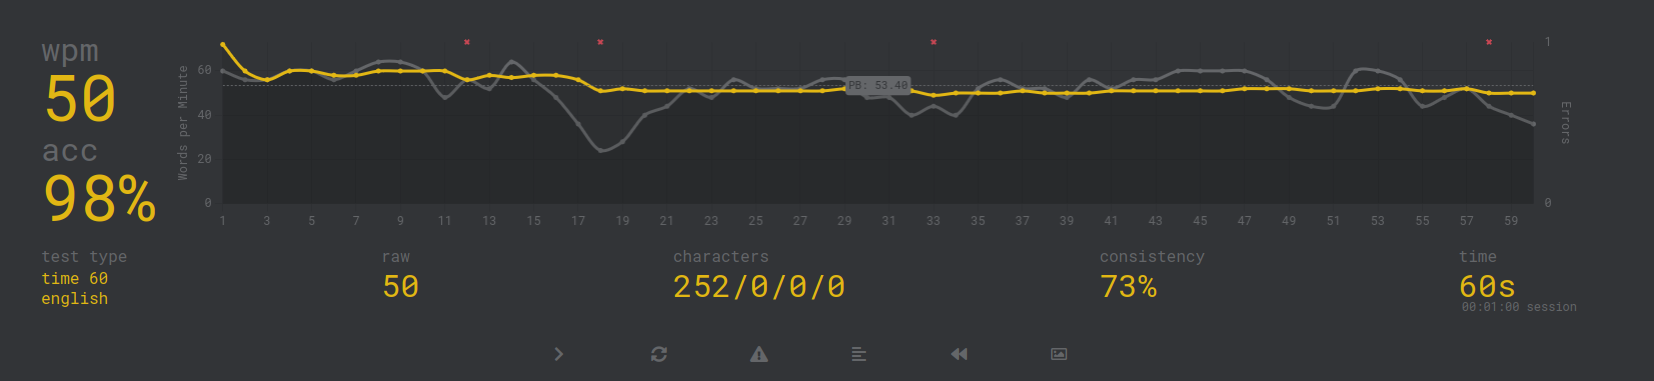 wpm
50
acc
98%
Words per Minute
60
40
20
0
PB: 53.40
1
0
Errors
1 3 5 7 9 11 13 15 17 19 21 23 25 27 29 31 33 35 37 39 41 43 45 47 49 51 53 55 57 59
test type
time 60
english
raw
50
characters
252/0/0/0
consistency
73%
time
60s
00:01:00 session